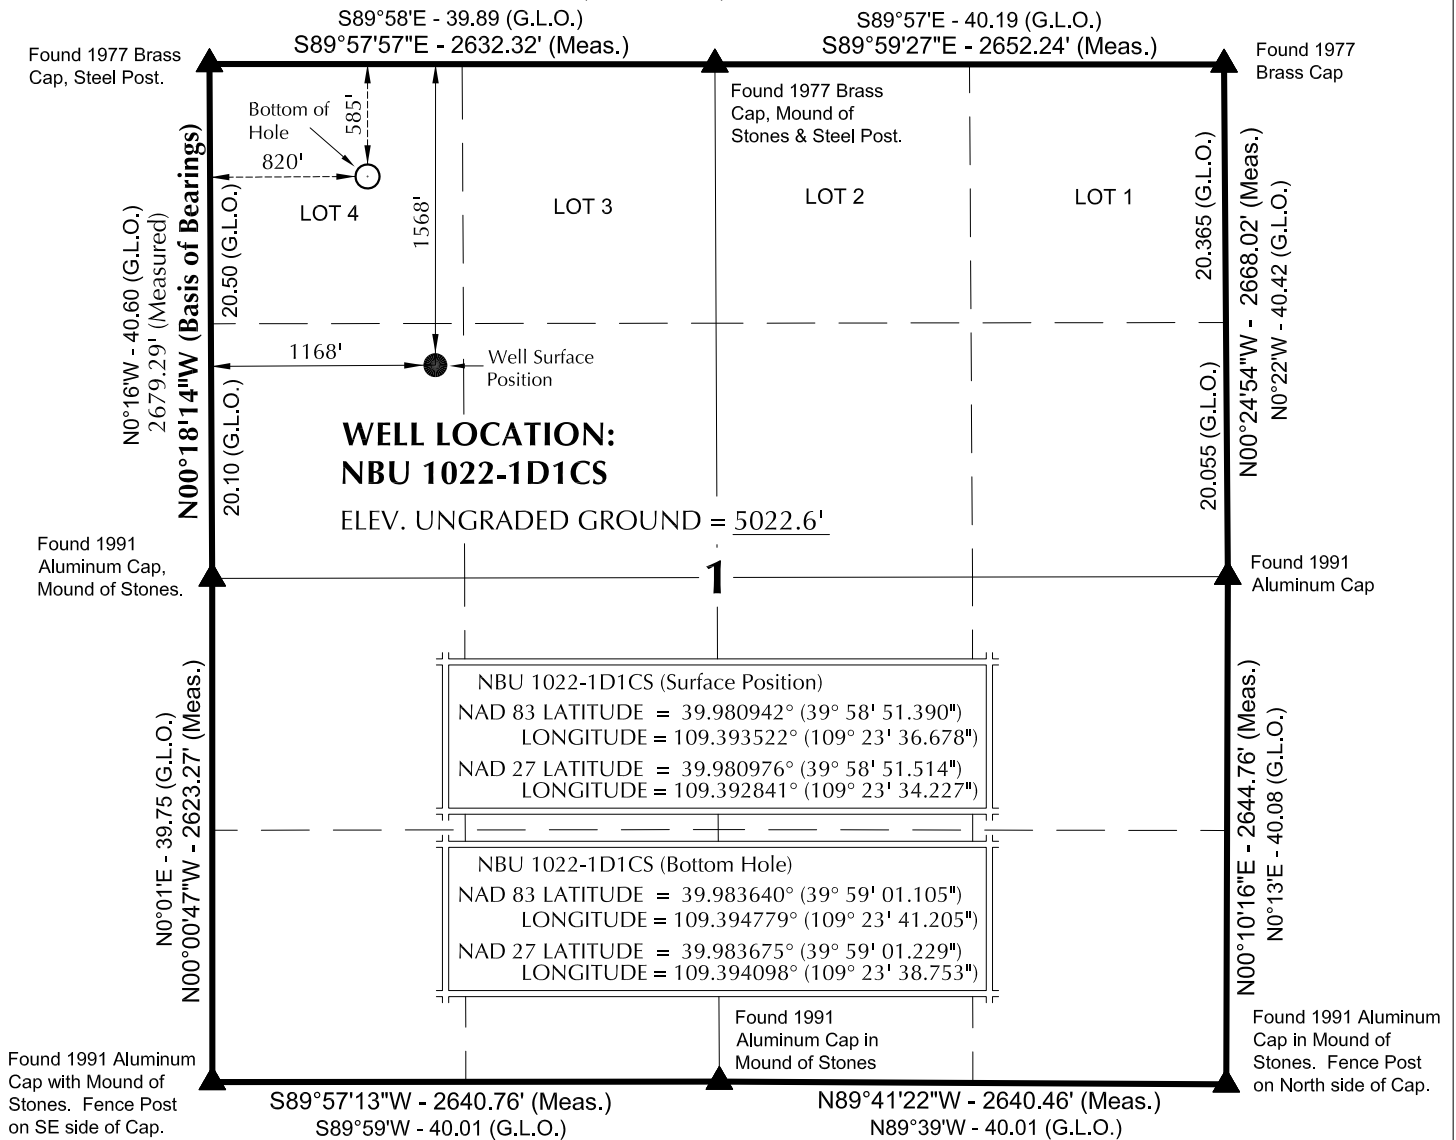 S89°58'E - 39.89 (G.L.O.)
S89°57'57"E - 2632.32' (Meas.)
S89°57'E - 40.19 (G.L.O.)
S89°59'27"E - 2652.24' (Meas.)
Found 1977 Brass
Cap, Steel Post.
Found 1977 Brass
Cap, Mound of
Stones & Steel Post.
Found 1977
Brass Cap
Bottom of
Hole
585'
820'
1568'
LOT 4
LOT 3
LOT 2
LOT 1
N0°16'W - 40.60 (G.L.O.)
2679.29' (Measured)
N00°18'14"W (Basis of Bearings)
20.50 (G.L.O.)
20.10 (G.L.O.)
20.365 (G.L.O.)
20.055 (G.L.O.)
N00°24'54"W - 2668.02' (Meas.)
N0°22'W - 40.42 (G.L.O.)
1168'
Well Surface
Position
WELL LOCATION:
NBU 1022-1D1CS
ELEV. UNGRADED GROUND = 5022.6'
Found 1991
Aluminum Cap,
Mound of Stones.
1
Found 1991
Aluminum Cap
NBU 1022-1D1CS (Surface Position)
NAD 83 LATITUDE = 39.980942° (39° 58' 51.390")
LONGITUDE = 109.393522° (109° 23' 36.678")
NAD 27 LATITUDE = 39.980976° (39° 58' 51.514")
LONGITUDE = 109.392841° (109° 23' 34.227")
NBU 1022-1D1CS (Bottom Hole)
NAD 83 LATITUDE = 39.983640° (39° 59' 01.105")
LONGITUDE = 109.394779° (109° 23' 41.205")
NAD 27 LATITUDE = 39.983675° (39° 59' 01.229")
LONGITUDE = 109.394098° (109° 23' 38.753")
N0°01'E - 39.75 (G.L.O.)
N00°00'47"W - 2623.27' (Meas.)
N00°10'16"E - 2644.76' (Meas.)
N0°13'E - 40.08 (G.L.O.)
Found 1991 Aluminum
Cap with Mound of
Stones. Fence Post
on SE side of Cap.
Found 1991
Aluminum Cap in
Mound of Stones
Found 1991 Aluminum
Cap in Mound of
Stones. Fence Post
on North side of Cap.
S89°57'13"W - 2640.76' (Meas.)
S89°59'W - 40.01 (G.L.O.)
N89°41'22"W - 2640.46' (Meas.)
N89°39'W - 40.01 (G.L.O.)